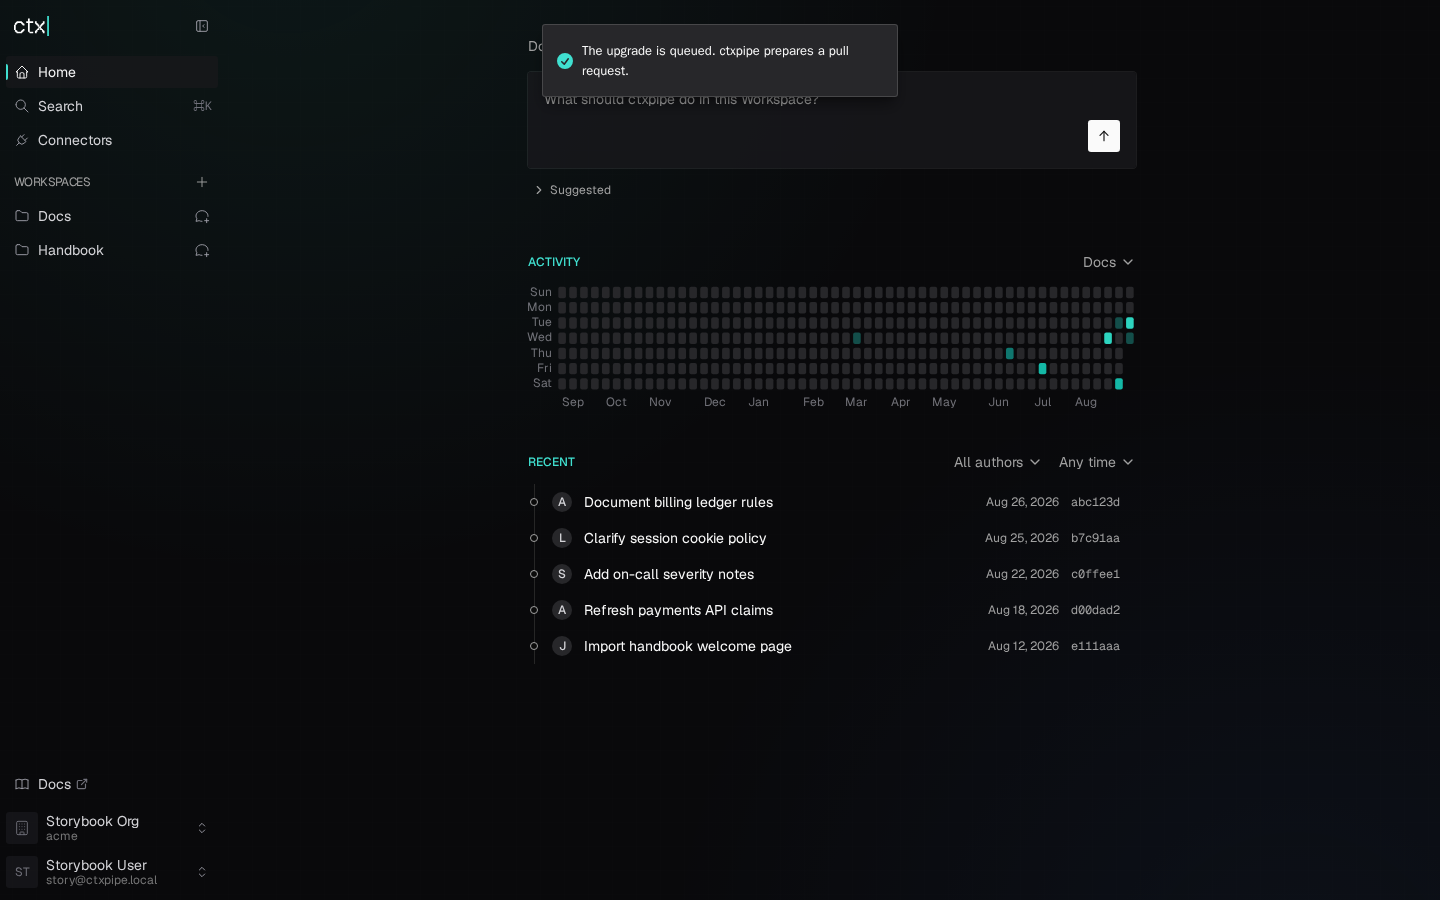 ctx
Home
Search ⌘K
Connectors
WORKSPACES
Docs
Handbook
Docs
Storybook Org
acme
ST
Storybook User
story@ctxpipe.local
The upgrade is queued. ctxpipe prepares a pull
request.
What should ctxpipe do in this Workspace?
Suggested
ACTIVITY
Docs
Sun
Mon
Tue
Wed
Thu
Fri
Sat
Sep Oct Nov Dec Jan Feb Mar Apr May Jun Jul Aug
RECENT
All authors
Any time
A Document billing ledger rules Aug 26, 2026 abc123d
L Clarify session cookie policy Aug 25, 2026 b7c91aa
S Add on-call severity notes Aug 22, 2026 c0ffee1
A Refresh payments API claims Aug 18, 2026 d00dad2
J Import handbook welcome page Aug 12, 2026 e111aaa